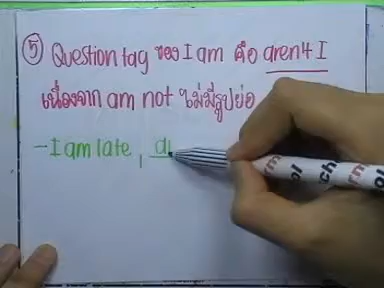 ⑤ Question tag ของ I am คือ aren't I
เนื่องจาก am not ไม่มีรูปย่อ
- I am late, a